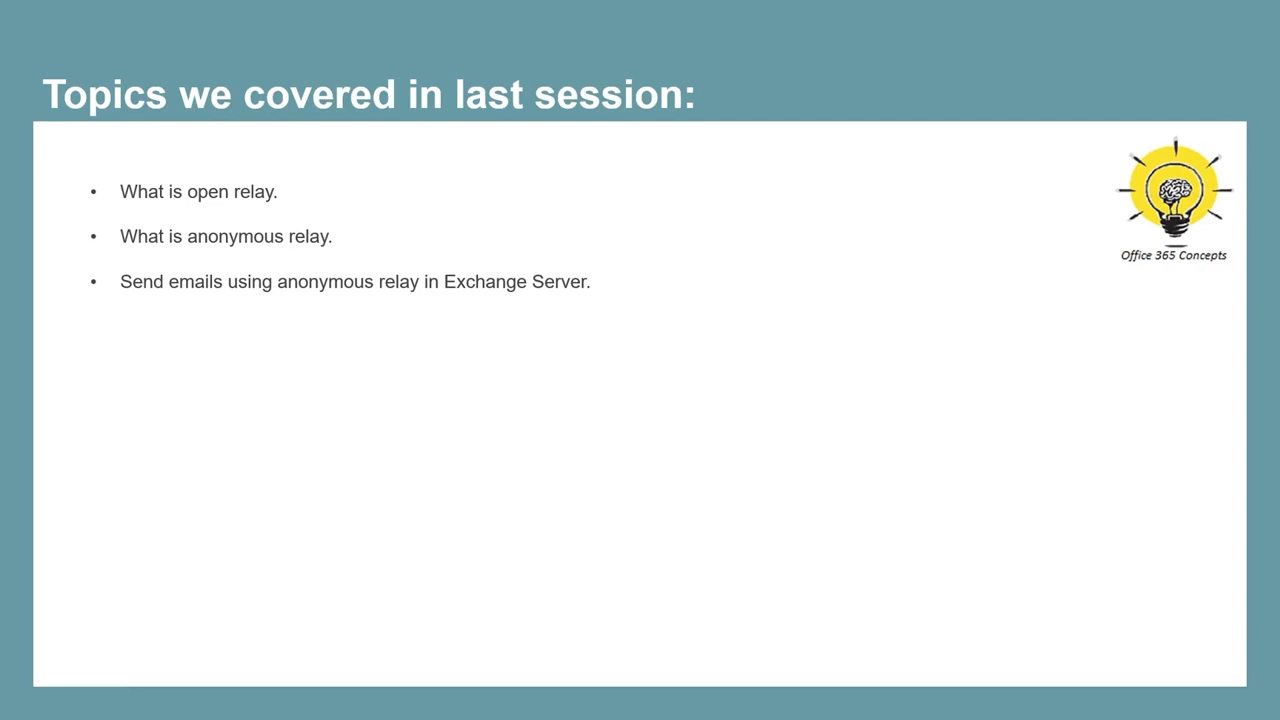 Topics we covered in last session:
• What is open relay.
• What is anonymous relay.
• Send emails using anonymous relay in Exchange Server.
Office 365 Concepts